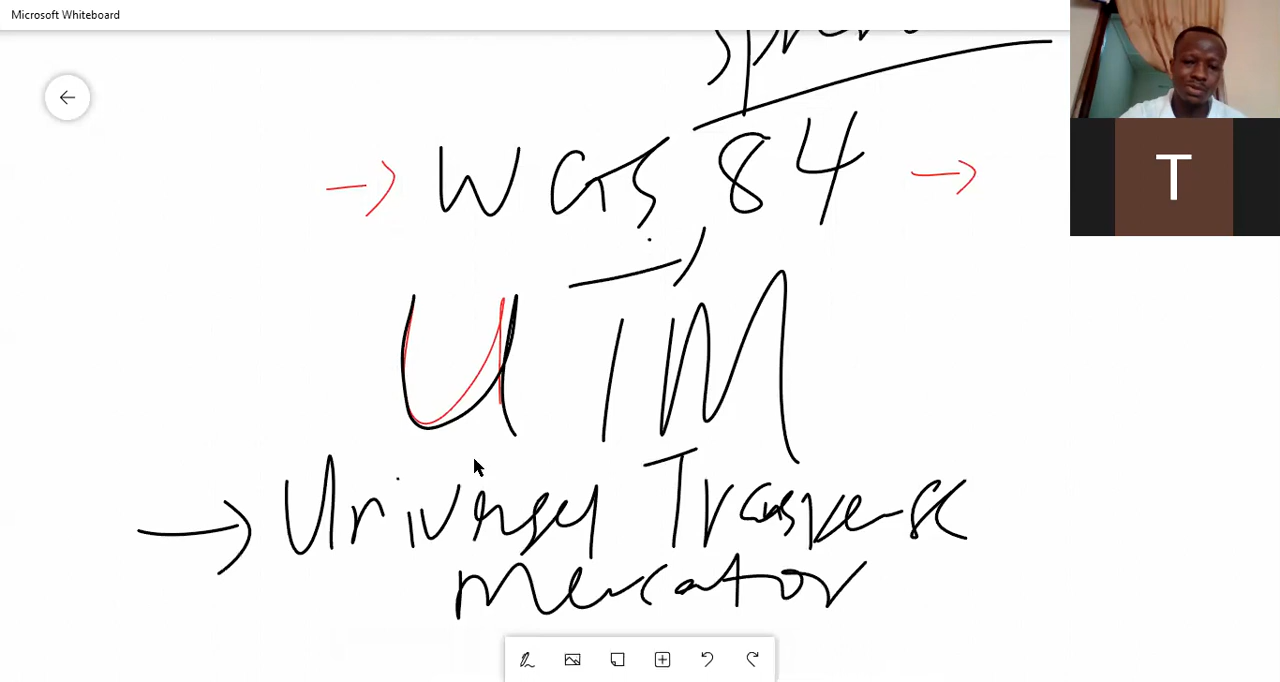 Microsoft Whiteboard
WGS 84
UTM
Universal Transverse
Mercator
T